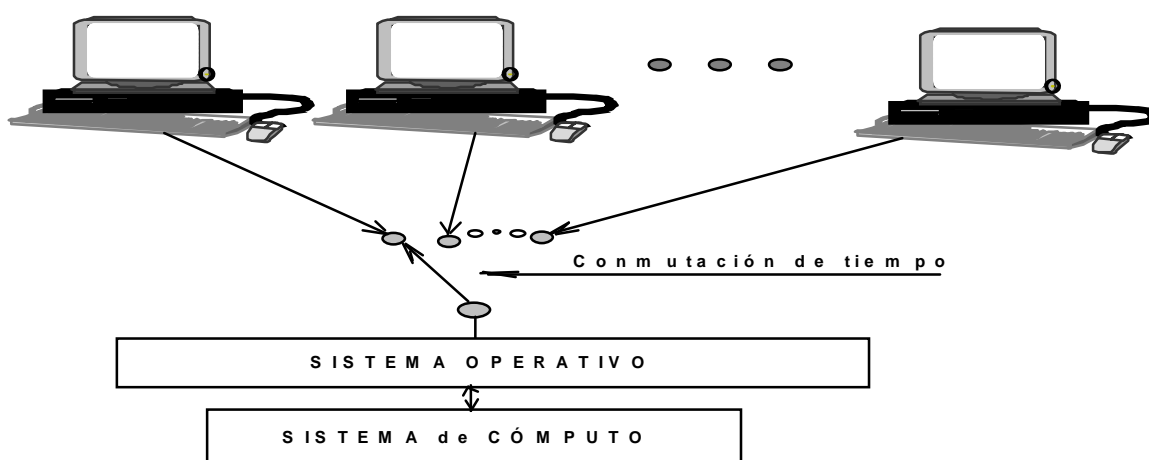 Conmutación de tiempo
SISTEMA OPERATIVO
SISTEMA de CÓMPUTO